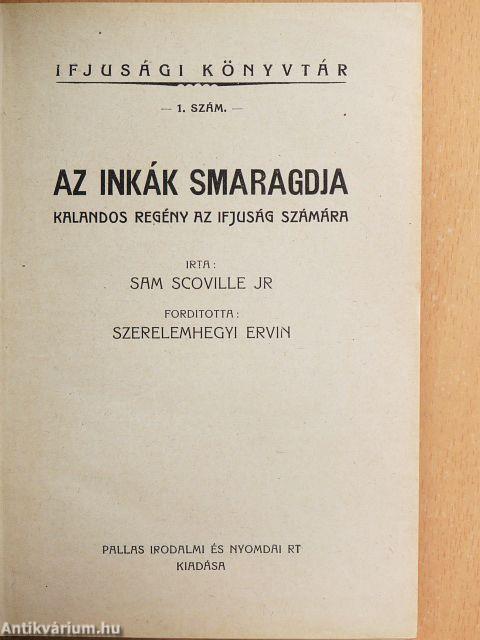 IFJUSÁGI KÖNYVTÁR
— 1. SZÁM. —
AZ INKÁK SMARAGDJA
KALANDOS REGÉNY AZ IFJUSÁG SZÁMÁRA
IRTA:
SAM SCOVILLE JR
FORDITOTTA:
SZERELEMHEGYI ERVIN
PALLAS IRODALMI ÉS NYOMDAI RT
KIADÁSA
Antikvárium.hu